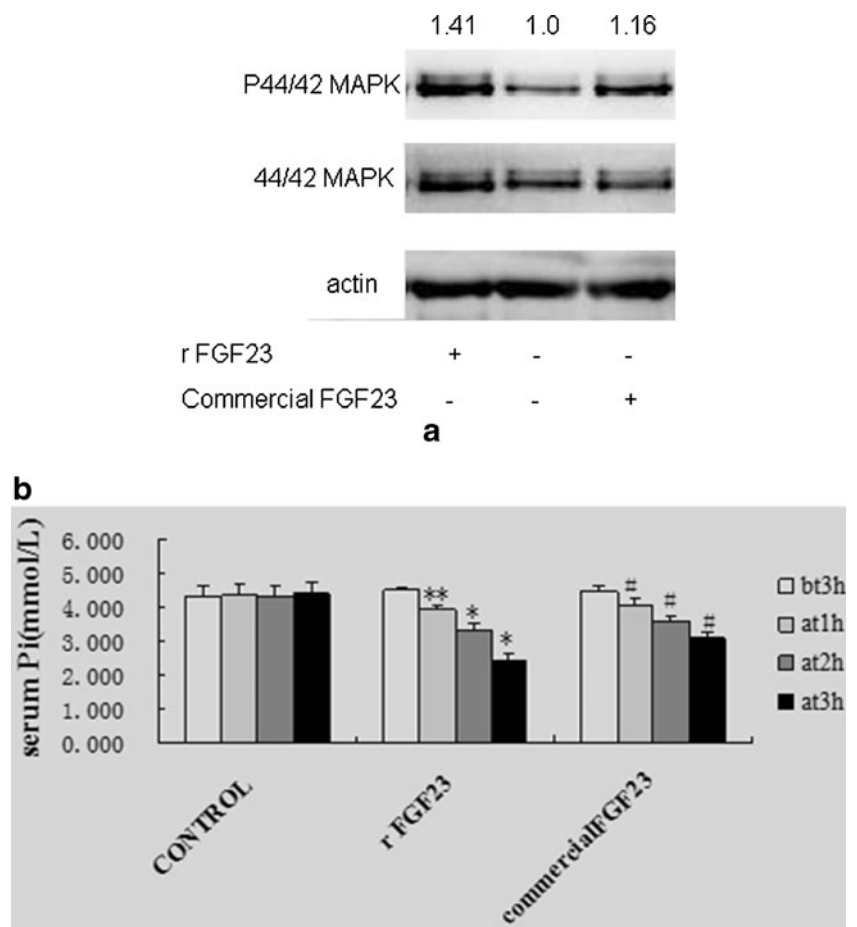 1.41 1.0 1.16
P44/42 MAPK
44/42 MAPK
actin
r FGF23 + - -
Commercial FGF23 - - +
a
b
serum Pi(mmol/L)
6.000
5.000
4.000
3.000
2.000
1.000
0.000
** * *
# # #
CONTROL
r FGF23
commercialFGF23
bt3h
at1h
at2h
at3h